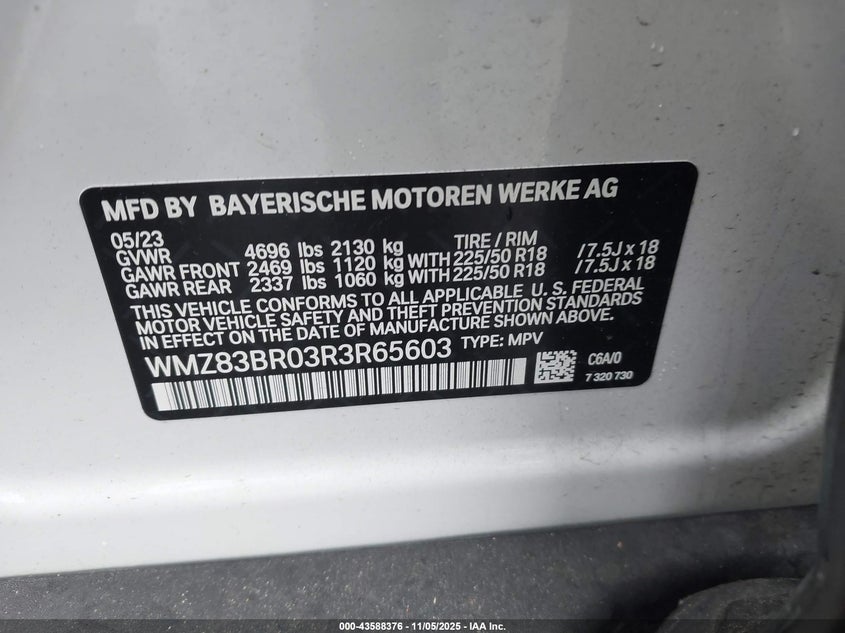 MFD BY BAYERISCHE MOTOREN WERKE AG
05/23 TIRE / RIM
GVWR 4696 lbs 2130 kg
GAWR FRONT 2469 lbs 1120 kg WITH 225/50 R18 / 7.5J x 18
GAWR REAR 2337 lbs 1060 kg WITH 225/50 R18 / 7.5J x 18
THIS VEHICLE CONFORMS TO ALL APPLICABLE U. S. FEDERAL
MOTOR VEHICLE SAFETY AND THEFT PREVENTION STANDARDS
IN EFFECT ON THE DATE OF MANUFACTURE SHOWN ABOVE.
WMZ83BR03R3R65603 TYPE: MPV
C6A/0
7 320 730
000-43588376 - 11/05/2025 - IAA Inc.